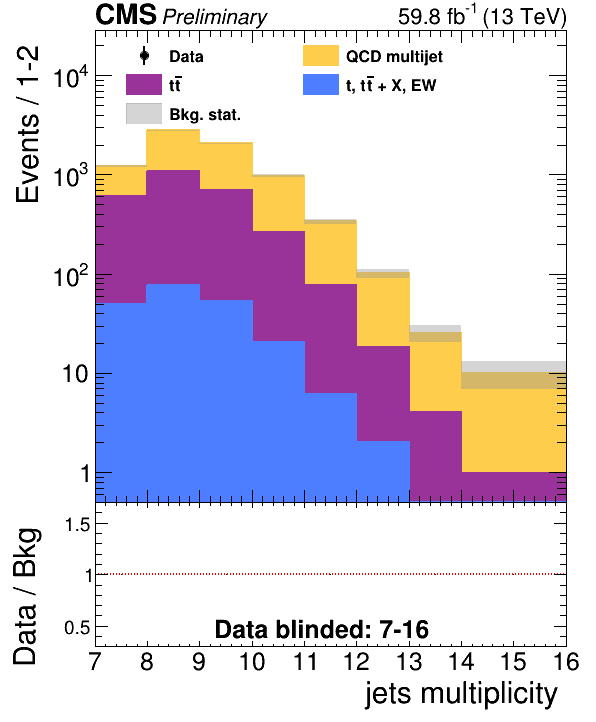 CMS Preliminary 59.8 fb⁻¹ (13 TeV)
Events / 1-2
Data
QCD multijet
tt̅
t, tt̅ + X, EW
Bkg. stat.
10⁴
10³
10²
10
1
Data / Bkg
1.5
1
0.5
Data blinded: 7-16
7 8 9 10 11 12 13 14 15 16
jets multiplicity